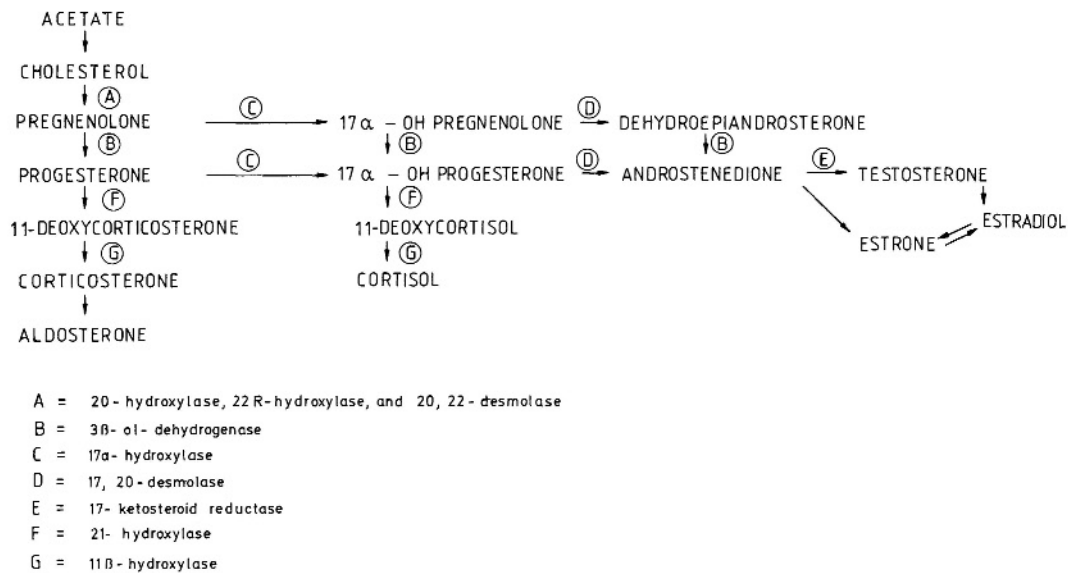 ACETATE
CHOLESTEROL
A
PREGNENOLONE C 17α - OH PREGNENOLONE D DEHYDROEPIANDROSTERONE
B B B
PROGESTERONE C 17α - OH PROGESTERONE D ANDROSTENEDIONE E TESTOSTERONE
F F
11-DEOXYCORTICOSTERONE 11-DEOXYCORTISOL ESTRADIOL
ESTRONE
G G
CORTICOSTERONE CORTISOL
ALDOSTERONE
A = 20-hydroxylase, 22R-hydroxylase, and 20, 22-desmolase
B = 3β-ol-dehydrogenase
C = 17α-hydroxylase
D = 17, 20-desmolase
E = 17-ketosteroid reductase
F = 21-hydroxylase
G = 11β-hydroxylase